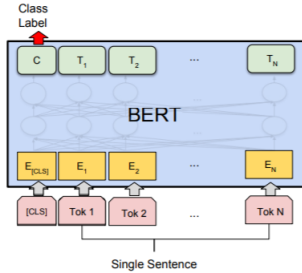 Class
Label
C T1 T2 ... TN
BERT
E[CLS] E1 E2 ... EN
[CLS] Tok 1 Tok 2 ... Tok N
Single Sentence